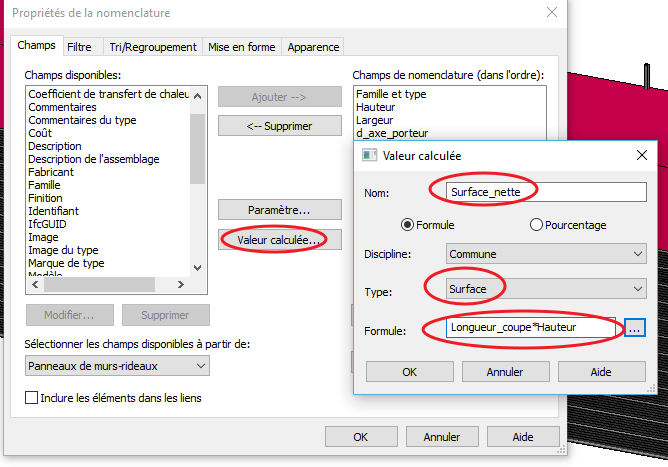 Propriétés de la nomenclature
Champs Filtre Tri/Regroupement Mise en forme Apparence
Champs disponibles:
Coefficient de transfert de chaleu
Commentaires
Commentaires du type
Coût
Description
Description de l'assemblage
Fabricant
Famille
Finition
Identifiant
IfcGUID
Image
Image du type
Marque de type
Modèle
Ajouter -->
<-- Supprimer
Paramètre...
Valeur calculée...
Champs de nomenclature (dans l'ordre):
Famille et type
Hauteur
Largeur
d_axe_porteur
Modifier...
Supprimer
Sélectionner les champs disponibles à partir de:
Panneaux de murs-rideaux
Inclure les éléments dans les liens
OK Annuler Aide
Valeur calculée
Nom: Surface_nette
Formule Pourcentage
Discipline: Commune
Type: Surface
Formule: Longueur_coupe*Hauteur ...
OK Annuler Aide